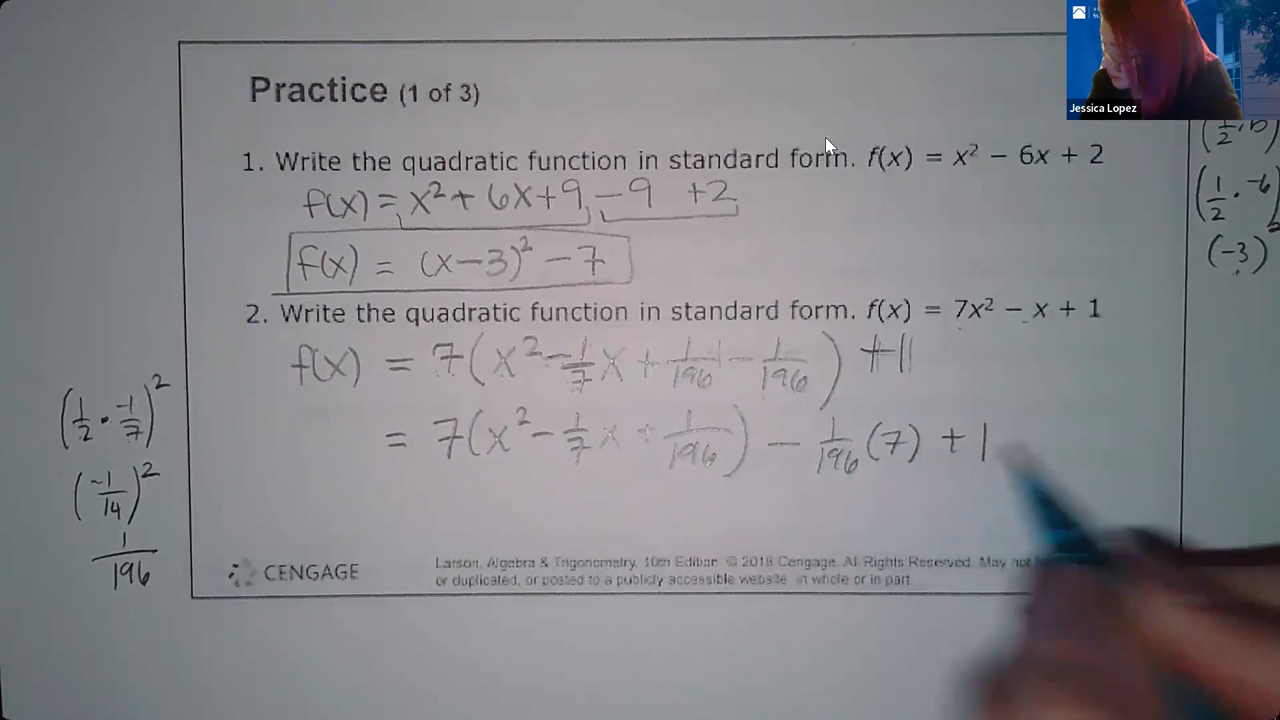 Jessica Lopez
Practice (1 of 3)
1. Write the quadratic function in standard form. f(x) = x² − 6x + 2
f(x) = x² + 6x + 9 − 9 + 2
f(x) = (x − 3)² − 7
2. Write the quadratic function in standard form. f(x) = 7x² − x + 1
f(x) = 7(x² − 1/7 x + 1/196 − 1/196) + 1
= 7(x² − 1/7 x + 1/196) − 1/196 (7) + 1
(1/2 · −1/7)²
(−1/14)²
1/196
(1/2 · −6)²
(−3)²
CENGAGE
Larson, Algebra & Trigonometry, 10th Edition. © 2018 Cengage. All Rights Reserved. May not
or duplicated, or posted to a publicly accessible website, in whole or in part.